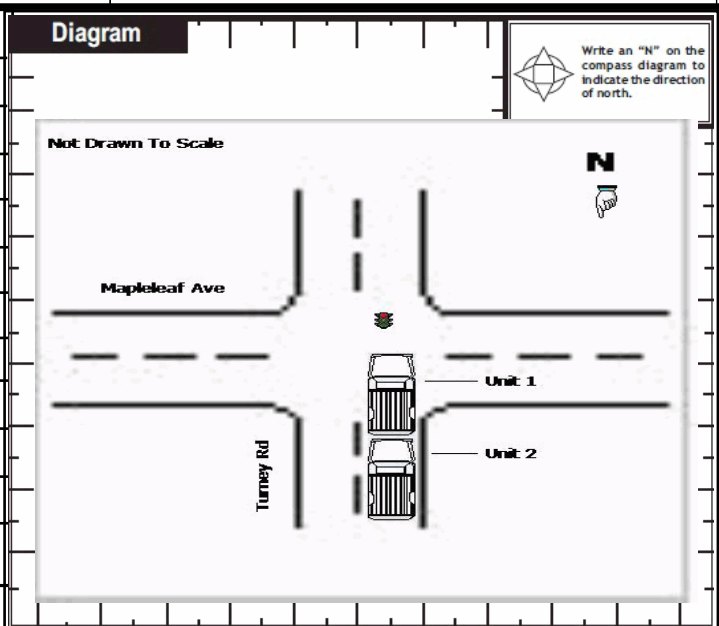 Diagram
Write an “N” on the
compass diagram to
indicate the direction
of north.
Not Drawn To Scale
N
Mapleleaf Ave
Unit 1
Unit 2
Turney Rd